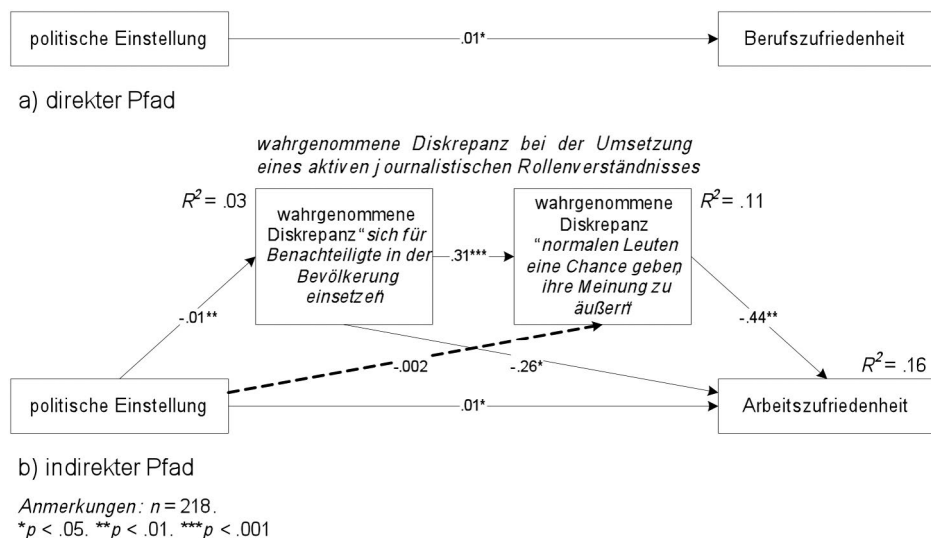 politische Einstellung
.01*
Berufszufriedenheit
a) direkter Pfad
wahrgenommene Diskrepanz bei der Umsetzung
eines aktiven journalistischen Rollenverständnisses
R² = .03
wahrgenommene
Diskrepanz "sich für
Benachteiligte in der
Bevölkerung
einsetzen"
.31***
wahrgenommene
Diskrepanz
"normalen Leuten
eine Chance geben,
ihre Meinung zu
äußern"
R² = .11
-.01**
-.44**
-.002
-.26*
R² = .16
politische Einstellung
.01*
Arbeitszufriedenheit
b) indirekter Pfad
Anmerkungen: n = 218.
*p < .05. **p < .01. ***p < .001